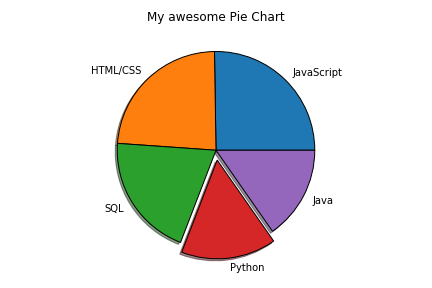 My awesome Pie Chart
HTML/CSS
JavaScript
SQL
Java
Python